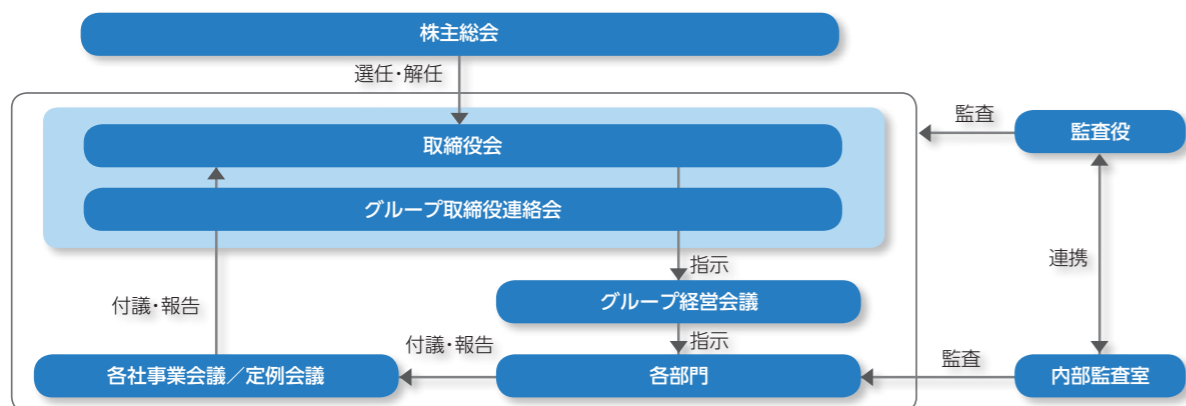 株主総会
選任・解任
取締役会
監査
監査役
グループ取締役連絡会
指示
連携
グループ経営会議
付議・報告
指示
付議・報告
監査
各社事業会議／定例会議
各部門
内部監査室